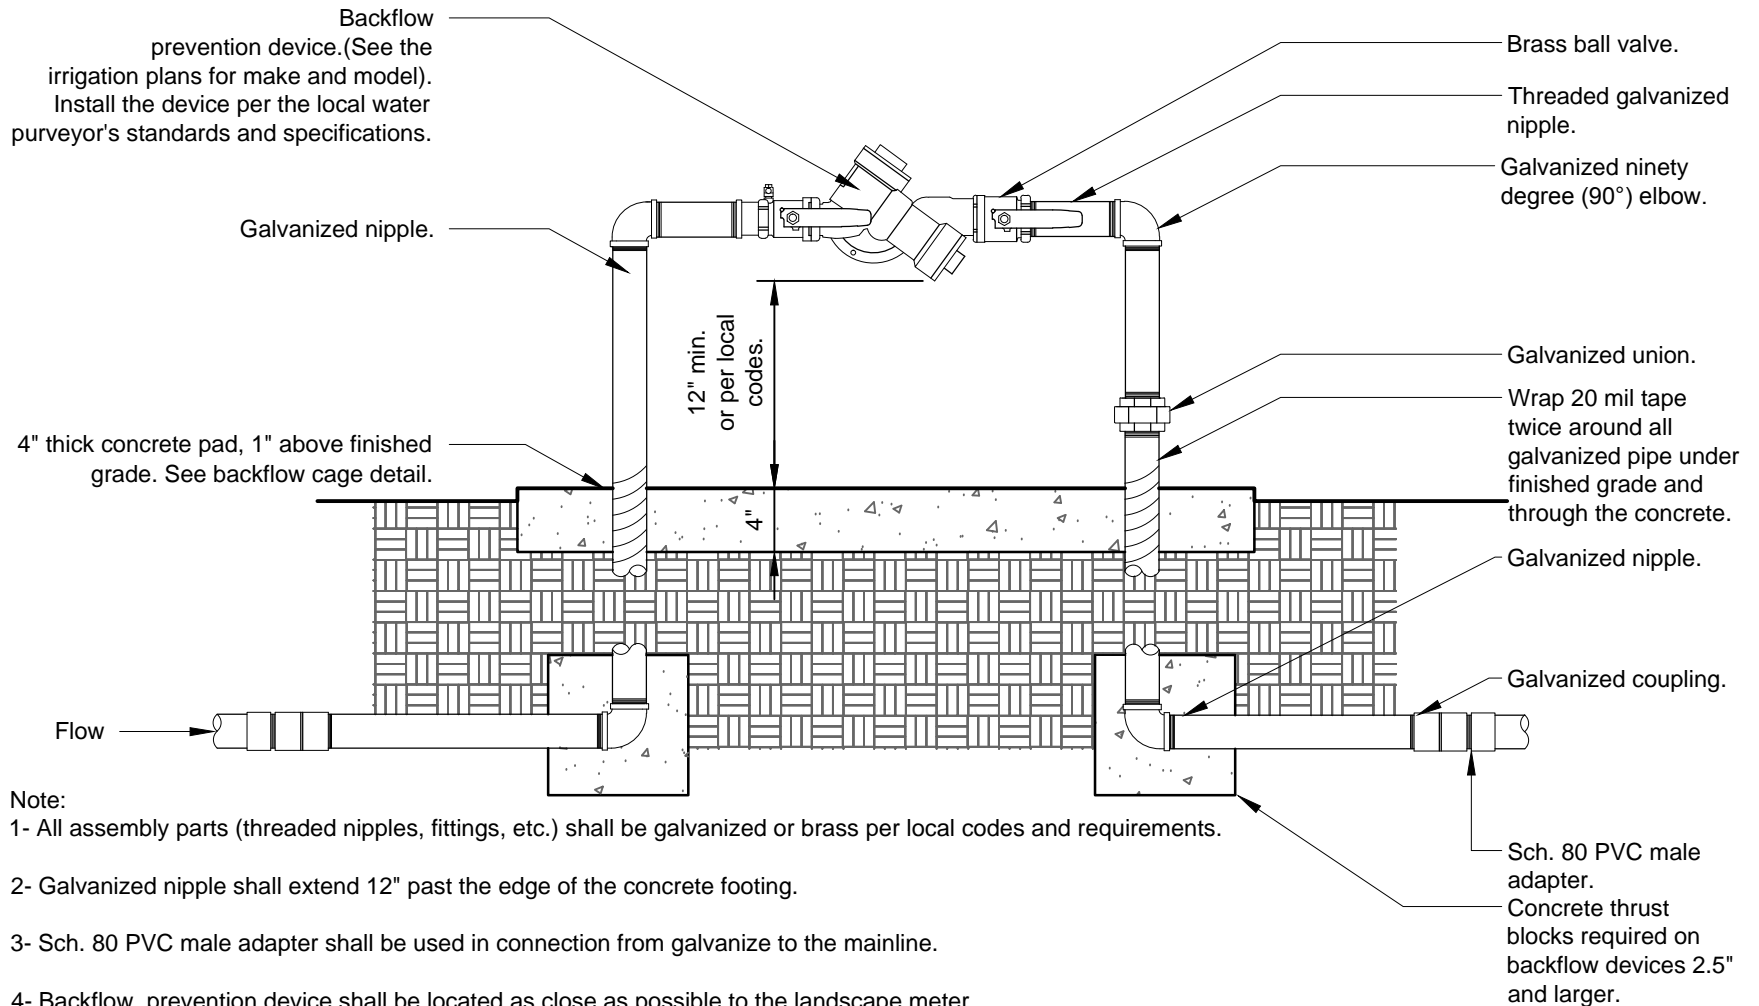 Backflow
prevention device.(See the
irrigation plans for make and model).
Install the device per the local water
purveyor's standards and specifications.
Galvanized nipple.
4" thick concrete pad, 1" above finished
grade. See backflow cage detail.
Flow
12" min.
or per local
codes.
4"
Brass ball valve.
Threaded galvanized
nipple.
Galvanized ninety
degree (90°) elbow.
Galvanized union.
Wrap 20 mil tape
twice around all
galvanized pipe under
finished grade and
through the concrete.
Galvanized nipple.
Galvanized coupling.
Sch. 80 PVC male
adapter.
Concrete thrust
blocks required on
backflow devices 2.5"
and larger.
Note:
1- All assembly parts (threaded nipples, fittings, etc.) shall be galvanized or brass per local codes and requirements.
2- Galvanized nipple shall extend 12" past the edge of the concrete footing.
3- Sch. 80 PVC male adapter shall be used in connection from galvanize to the mainline.
4- Backflow prevention device shall be located as close as possible to the landscape meter